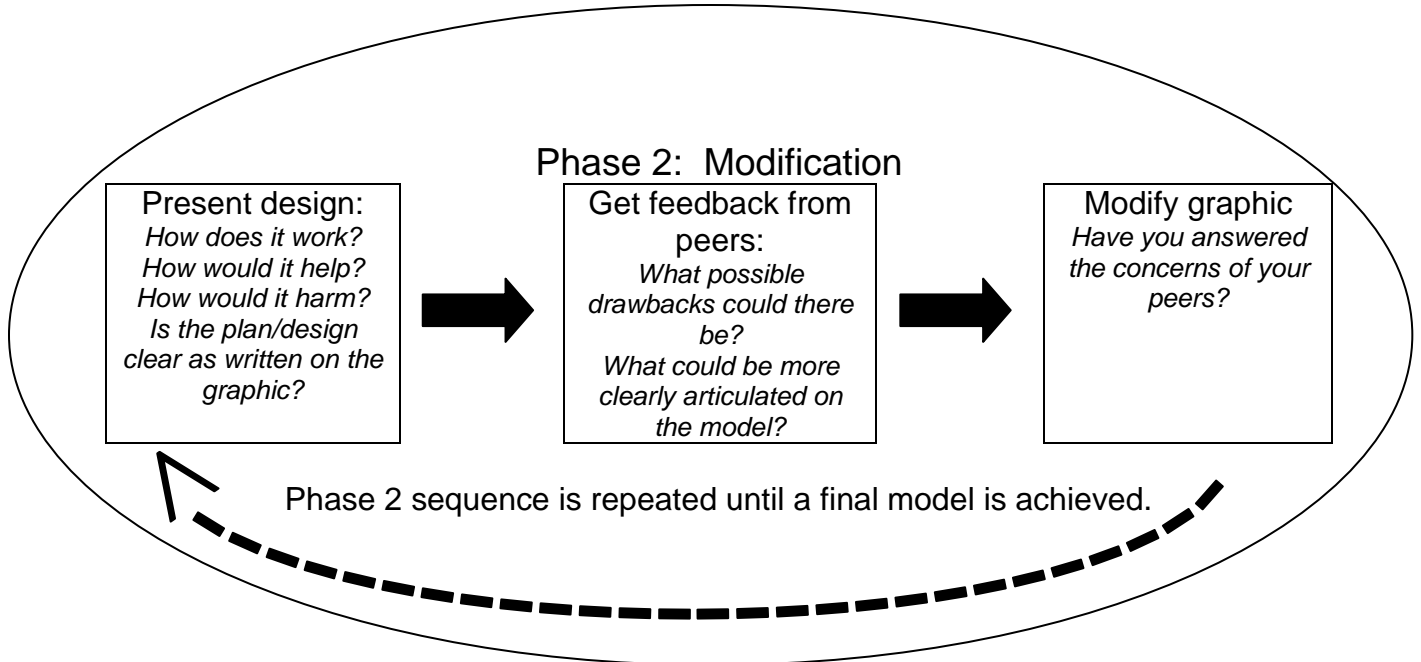 Phase 2:  Modification
Present design:
How does it work?
How would it help?
How would it harm?
Is the plan/design
clear as written on the
graphic?
Get feedback from
peers:
What possible
drawbacks could there
be?
What could be more
clearly articulated on
the model?
Modify graphic
Have you answered
the concerns of your
peers?
Phase 2 sequence is repeated until a final model is achieved.